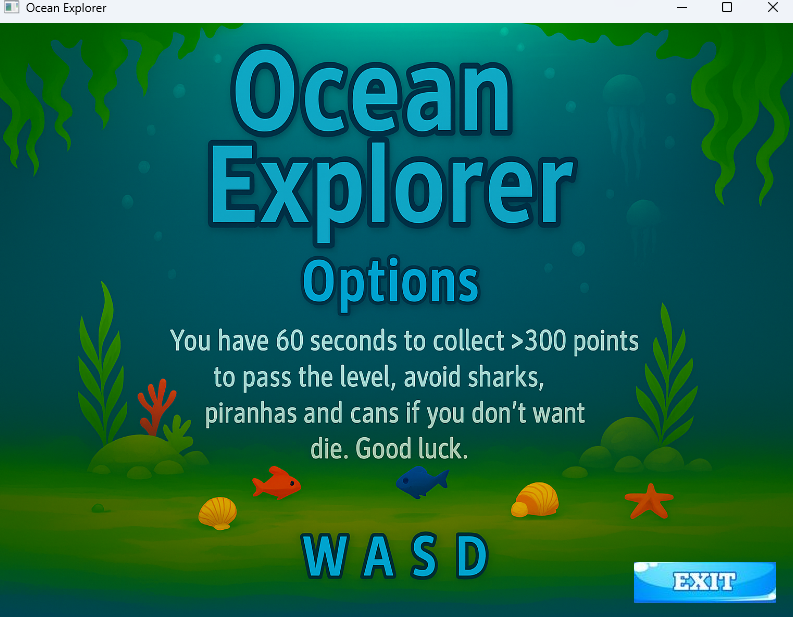 Ocean Explorer
Ocean
Explorer
Options
You have 60 seconds to collect >300 points
to pass the level, avoid sharks,
piranhas and cans if you don’t want
die. Good luck.
W A S D
EXIT